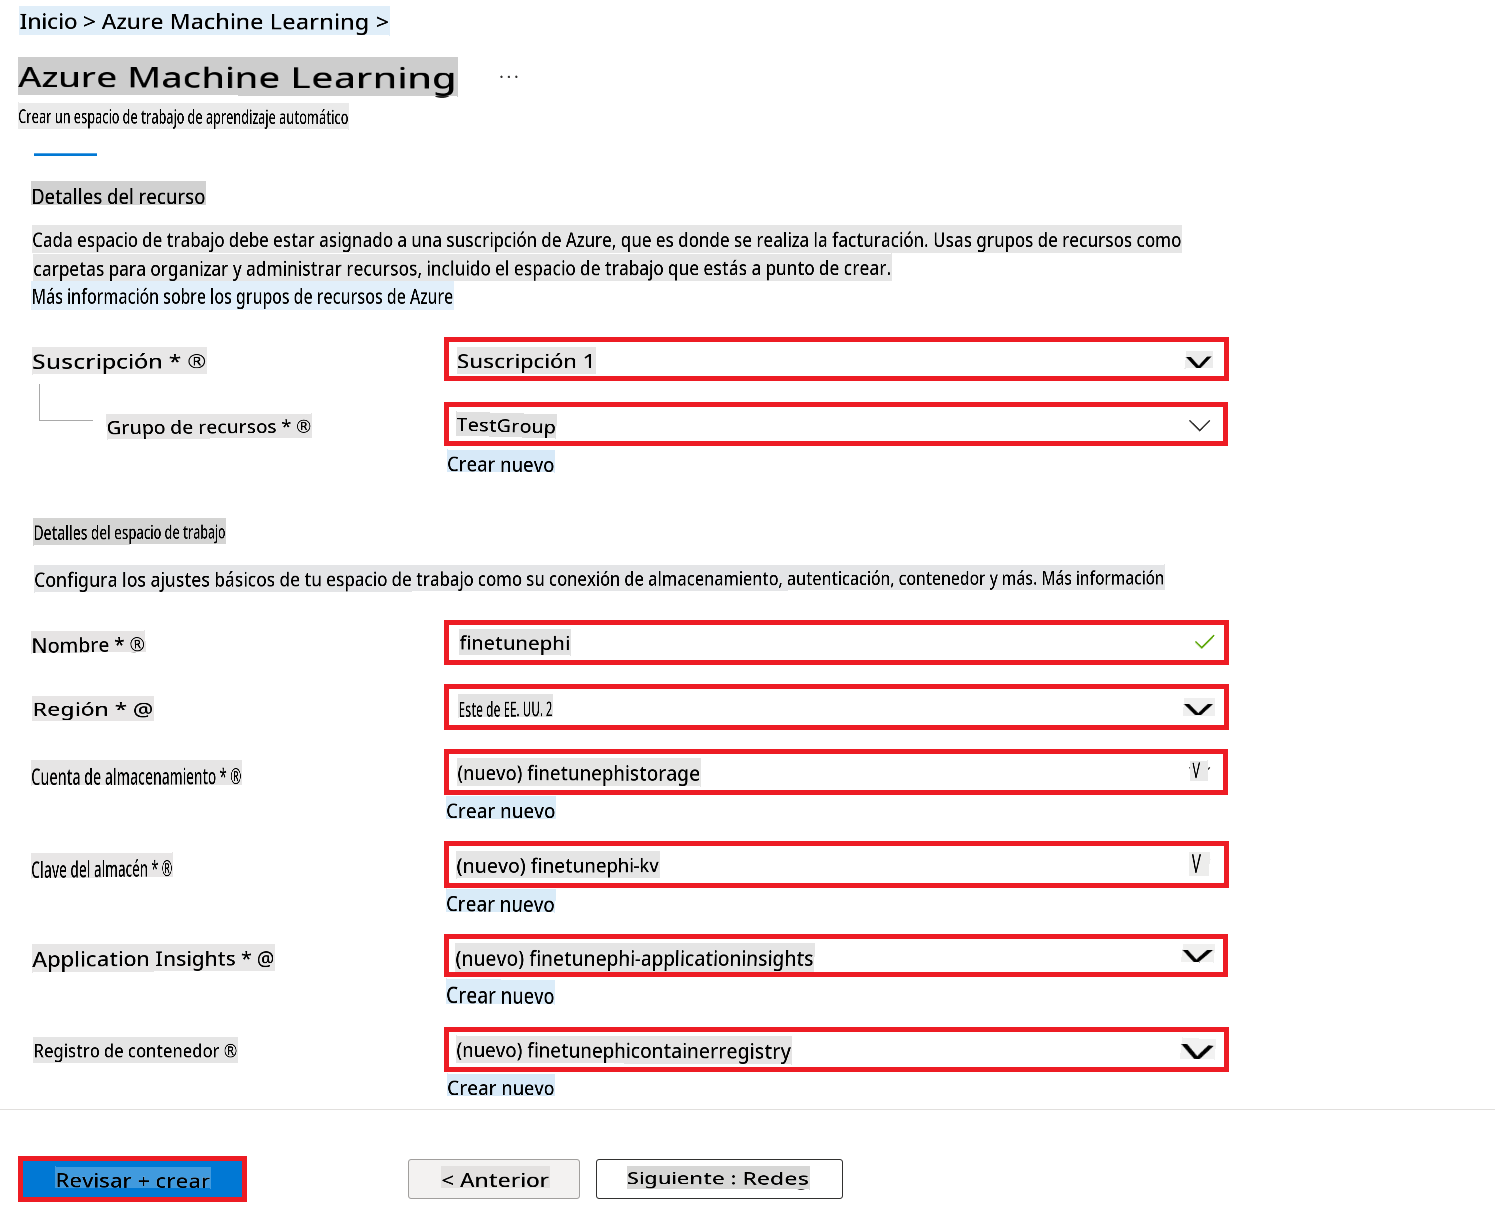 Inicio > Azure Machine Learning >
Azure Machine Learning ...
Crear un espacio de trabajo de aprendizaje automático
Detalles del recurso
Cada espacio de trabajo debe estar asignado a una suscripción de Azure, que es donde se realiza la facturación. Usas grupos de recursos como
carpetas para organizar y administrar recursos, incluido el espacio de trabajo que estás a punto de crear.
Más información sobre los grupos de recursos de Azure
Suscripción * ® Suscripción 1
Grupo de recursos * ® TestGroup
Crear nuevo
Detalles del espacio de trabajo
Configura los ajustes básicos de tu espacio de trabajo como su conexión de almacenamiento, autenticación, contenedor y más. Más información
Nombre * ® finetunephi
Región * @ Este de EE. UU. 2
Cuenta de almacenamiento * ® (nuevo) finetunephistorage V
Crear nuevo
Clave del almacén * ® (nuevo) finetunephi-kv V
Crear nuevo
Application Insights * @ (nuevo) finetunephi-applicationinsights
Crear nuevo
Registro de contenedor ® (nuevo) finetunephicontainerregistry
Crear nuevo
Revisar + crear < Anterior Siguiente : Redes